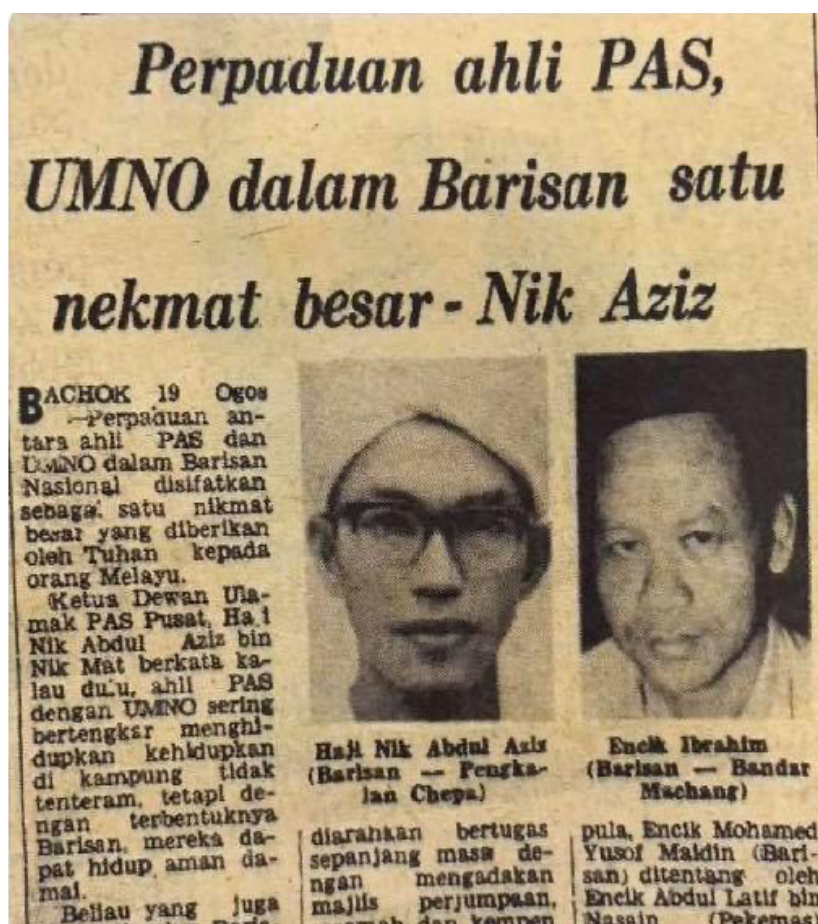 Perpaduan ahli PAS,
UMNO dalam Barisan satu
nekmat besar - Nik Aziz
BACHOK 19 Ogos
—Perpaduan an-
tara ahli PAS dan
UMNO dalam Barisan
Nasional disifatkan
sebagai satu nikmat
besar yang diberikan
oleh Tuhan kepada
orang Melayu.
Ketua Dewan Ula-
mak PAS Pusat, Haji
Nik Abdul Aziz bin
Nik Mat berkata ka-
lau dulu, ahli PAS
dengan UMNO sering
bertengkar menghi-
dupkan kehidupkan
di kampung tidak
tenteram, tetapi de-
ngan terbentuknya
Barisan, mereka da-
pat hidup aman da-
mai.
Beliau yang juga
Haji Nik Abdul Aziz
(Barisan — Pengka-
lan Chepa)
Encik Ibrahim
(Barisan — Bandar
Machang)
diarahkan bertugas
sepanjang masa de-
ngan mengadakan
majlis perjumpaan,
dan kempen
pula, Encik Mohamed
Yusof Maidin (Bari-
san) ditentang oleh
Encik Abdul Latif bin
Nasain (Pekemas)